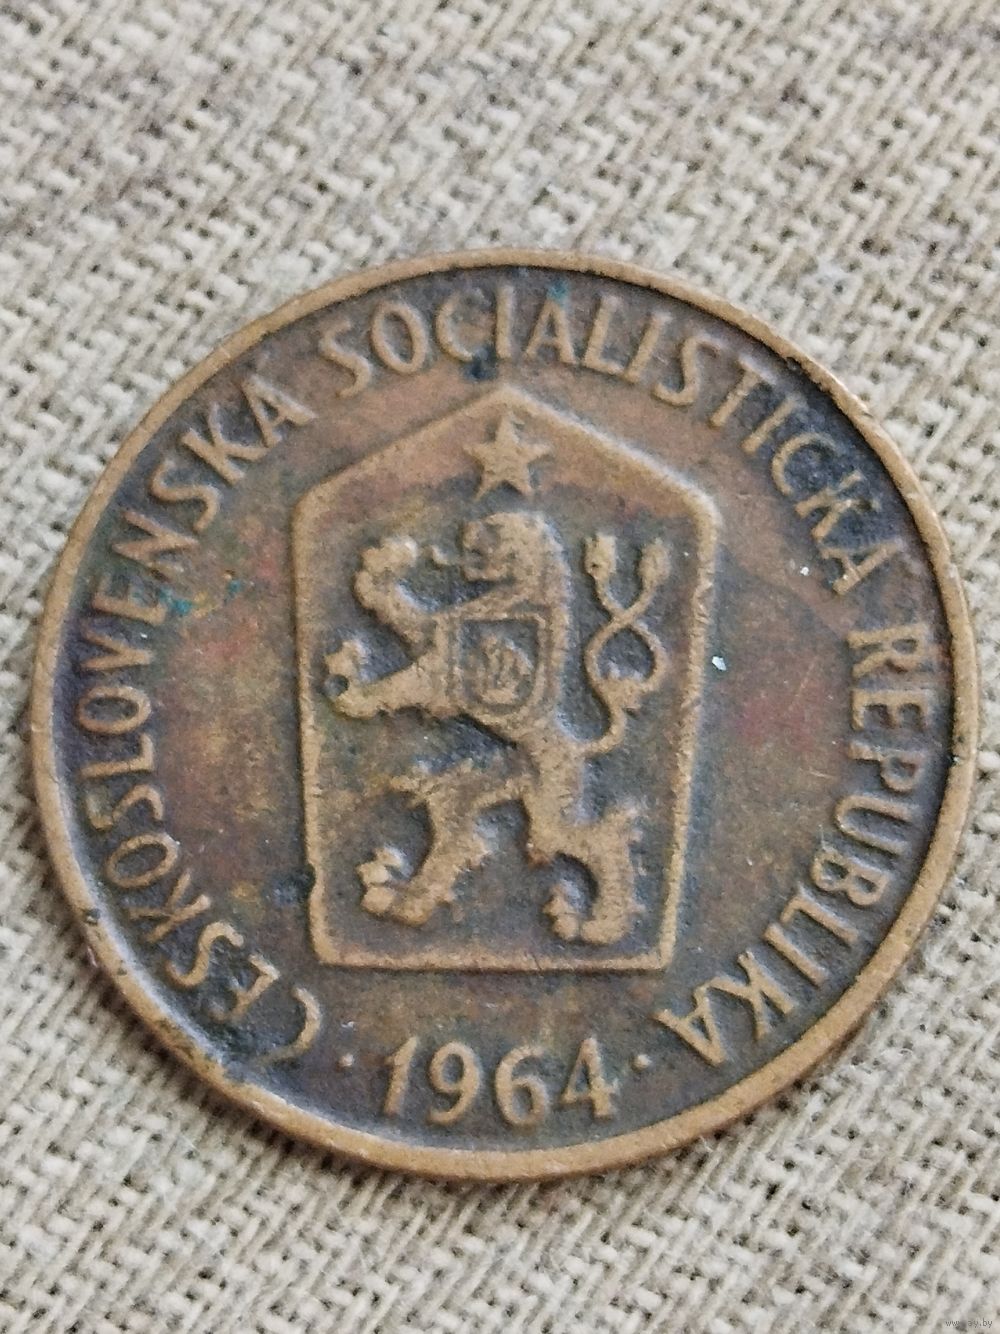 ČESKOSLOVENSKÁ SOCIALISTICKÁ REPUBLIKA
· 1964 ·